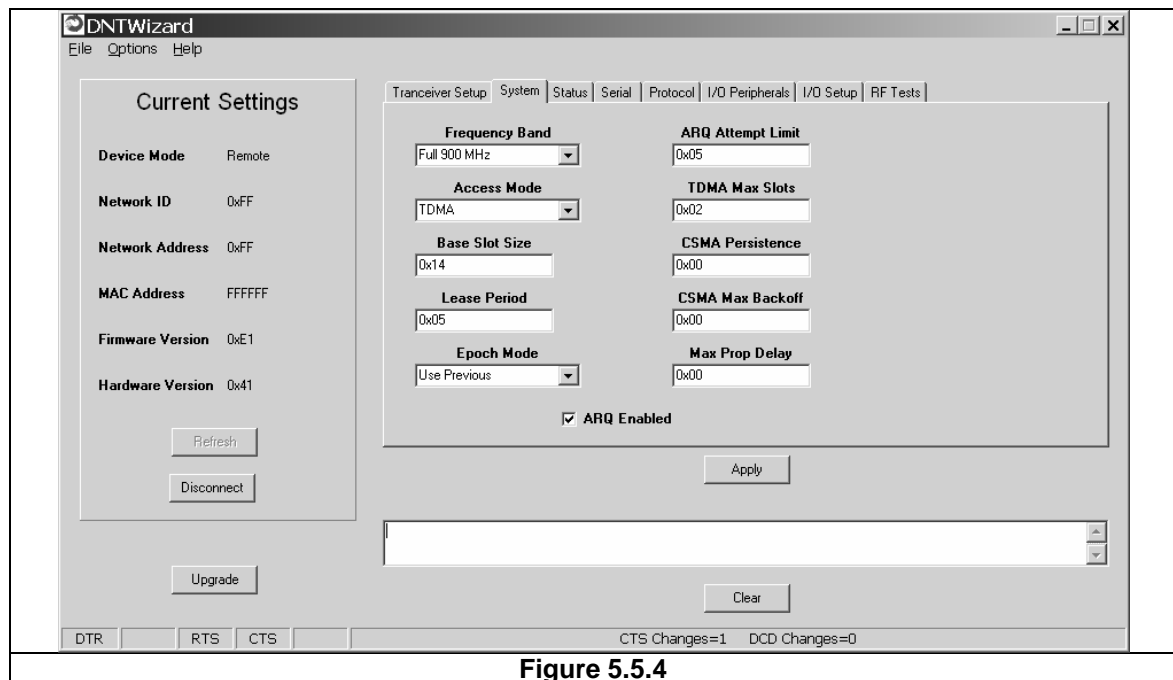 DNTWizard
File Options Help
Current Settings
Device Mode Remote
Network ID 0xFF
Network Address 0xFF
MAC Address FFFFFF
Firmware Version 0xE1
Hardware Version 0x41
Refresh
Disconnect
Upgrade
Tranceiver Setup System Status Serial Protocol I/O Peripherals I/O Setup RF Tests
Frequency Band
Full 900 MHz
Access Mode
TDMA
Base Slot Size
0x14
Lease Period
0x05
Epoch Mode
Use Previous
ARQ Attempt Limit
0x05
TDMA Max Slots
0x02
CSMA Persistence
0x00
CSMA Max Backoff
0x00
Max Prop Delay
0x00
ARQ Enabled
Apply
Clear
DTR RTS CTS CTS Changes=1 DCD Changes=0
Figure 5.5.4